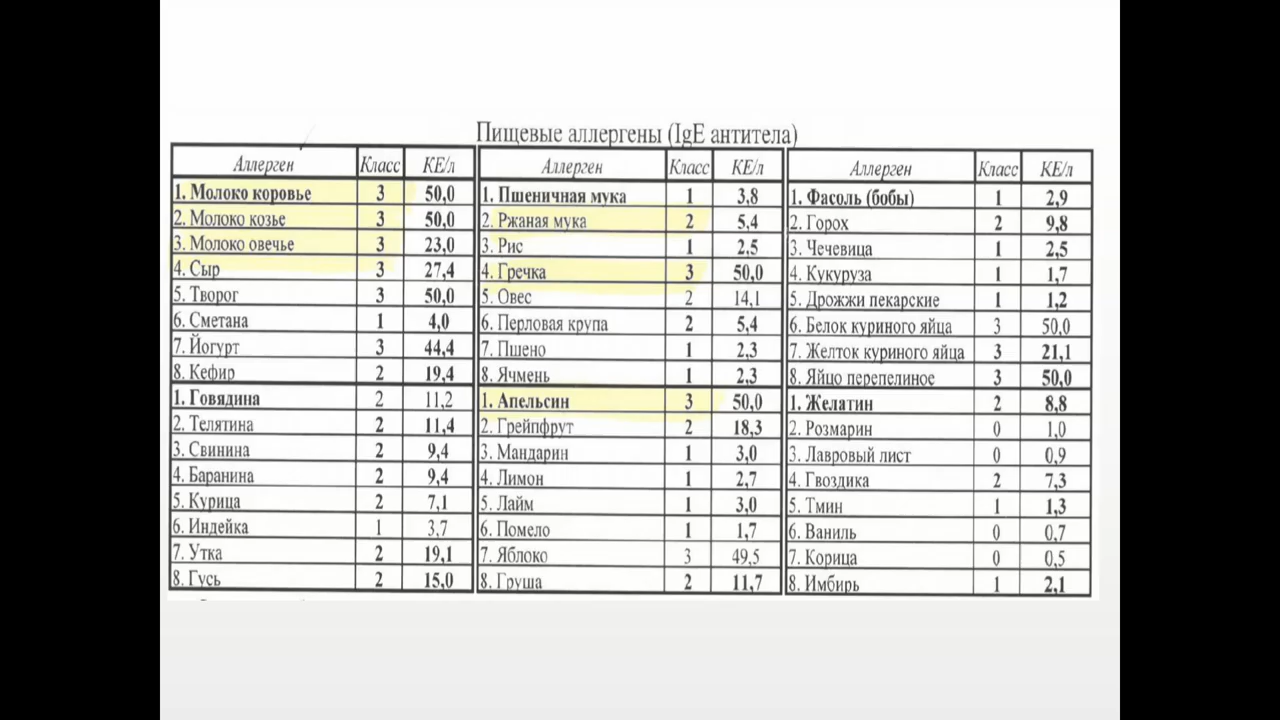 Пищевые аллергены (IgE антитела)
Аллерген Класс КЕ/л Аллерген Класс КЕ/л Аллерген Класс КЕ/л
1. Молоко коровье 3 50,0 1. Пшеничная мука 1 3,8 1. Фасоль (бобы) 1 2,9
2. Молоко козье 3 50,0 2. Ржаная мука 2 5,4 2. Горох 2 9,8
3. Молоко овечье 3 23,0 3. Рис 1 2,5 3. Чечевица 1 2,5
4. Сыр 3 27,4 4. Гречка 3 50,0 4. Кукуруза 1 1,7
5. Творог 3 50,0 5. Овес 2 14,1 5. Дрожжи пекарские 1 1,2
6. Сметана 1 4,0 6. Перловая крупа 2 5,4 6. Белок куриного яйца 3 50,0
7. Йогурт 3 44,4 7. Пшено 1 2,3 7. Желток куриного яйца 3 21,1
8. Кефир 2 19,4 8. Ячмень 1 2,3 8. Яйцо перепелиное 3 50,0
1. Говядина 2 11,2 1. Апельсин 3 50,0 1. Желатин 2 8,8
2. Телятина 2 11,4 2. Грейпфрут 2 18,3 2. Розмарин 0 1,0
3. Свинина 2 9,4 3. Мандарин 1 3,0 3. Лавровый лист 0 0,9
4. Баранина 2 9,4 4. Лимон 1 2,7 4. Гвоздика 2 7,3
5. Курица 2 7,1 5. Лайм 1 3,0 5. Тмин 1 1,3
6. Индейка 1 3,7 6. Помело 1 1,7 6. Ваниль 0 0,7
7. Утка 2 19,1 7. Яблоко 3 49,5 7. Корица 0 0,5
8. Гусь 2 15,0 8. Груша 2 11,7 8. Имбирь 1 2,1